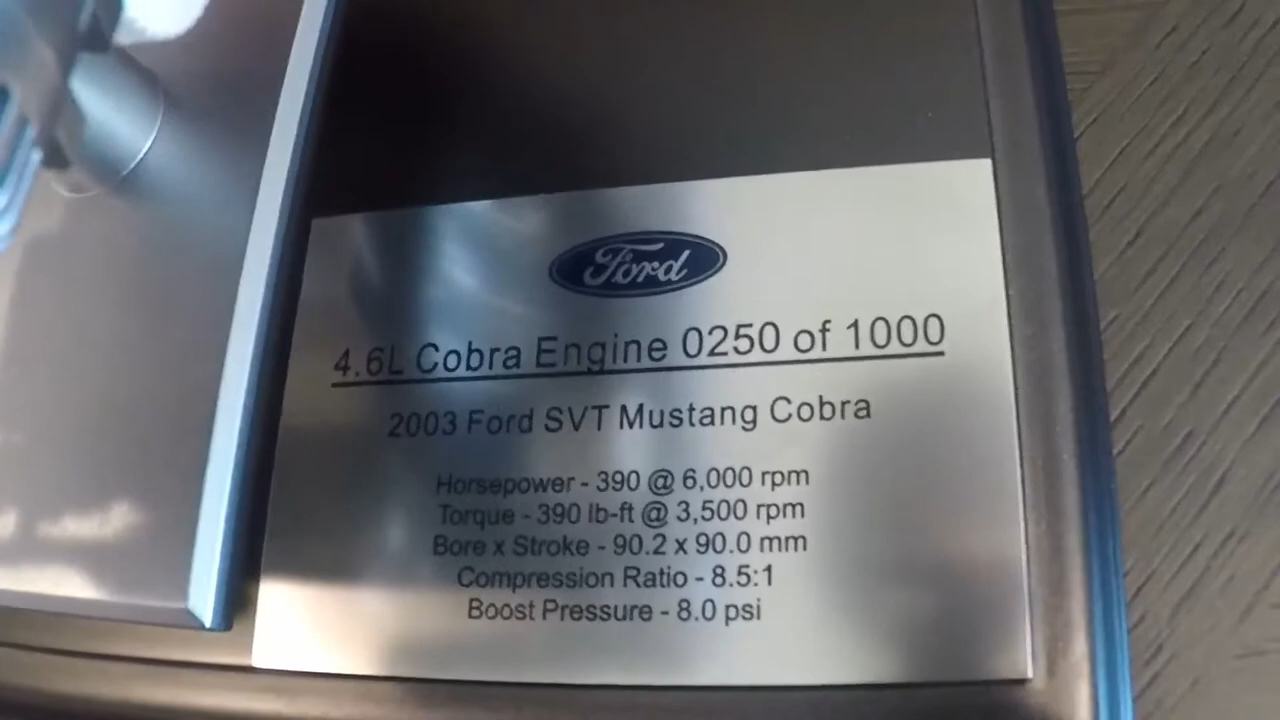 Ford
4.6L Cobra Engine 0250 of 1000
2003 Ford SVT Mustang Cobra
Horsepower - 390 @ 6,000 rpm
Torque - 390 lb-ft @ 3,500 rpm
Bore x Stroke - 90.2 x 90.0 mm
Compression Ratio - 8.5:1
Boost Pressure - 8.0 psi